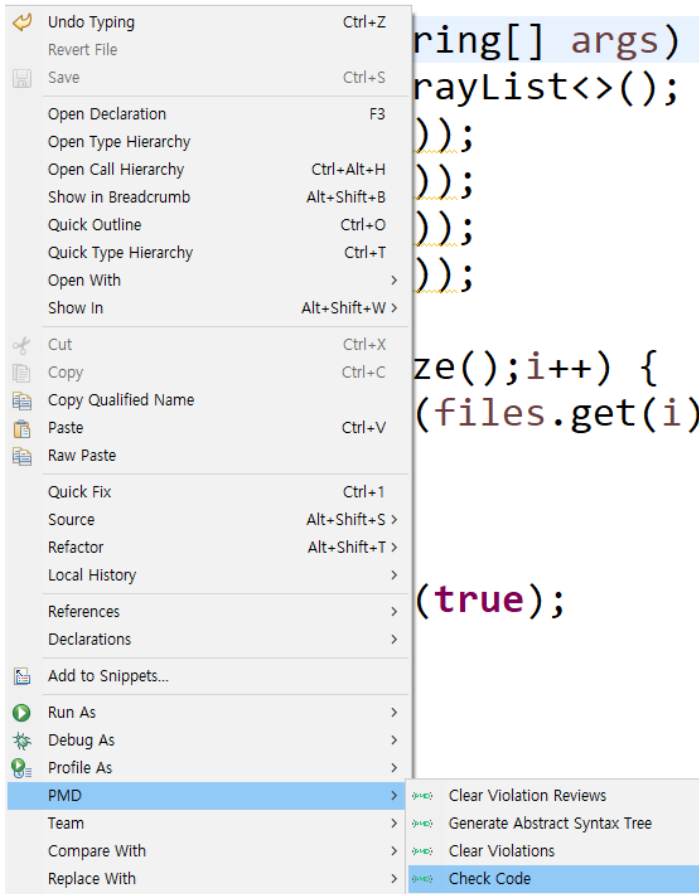 Undo Typing Ctrl+Z
Revert File
Save Ctrl+S
Open Declaration F3
Open Type Hierarchy
Open Call Hierarchy Ctrl+Alt+H
Show in Breadcrumb Alt+Shift+B
Quick Outline Ctrl+O
Quick Type Hierarchy Ctrl+T
Open With >
Show In Alt+Shift+W >
Cut Ctrl+X
Copy Ctrl+C
Copy Qualified Name
Paste Ctrl+V
Raw Paste
Quick Fix Ctrl+1
Source Alt+Shift+S >
Refactor Alt+Shift+T >
Local History >
References >
Declarations >
Add to Snippets...
Run As >
Debug As >
Profile As >
PMD >
Team >
Compare With >
Replace With >
Clear Violation Reviews
Generate Abstract Syntax Tree
Clear Violations
Check Code
ring[] args)
rayList<>();
));
));
));
));
ze();i++) {
(files.get(i)
(true);